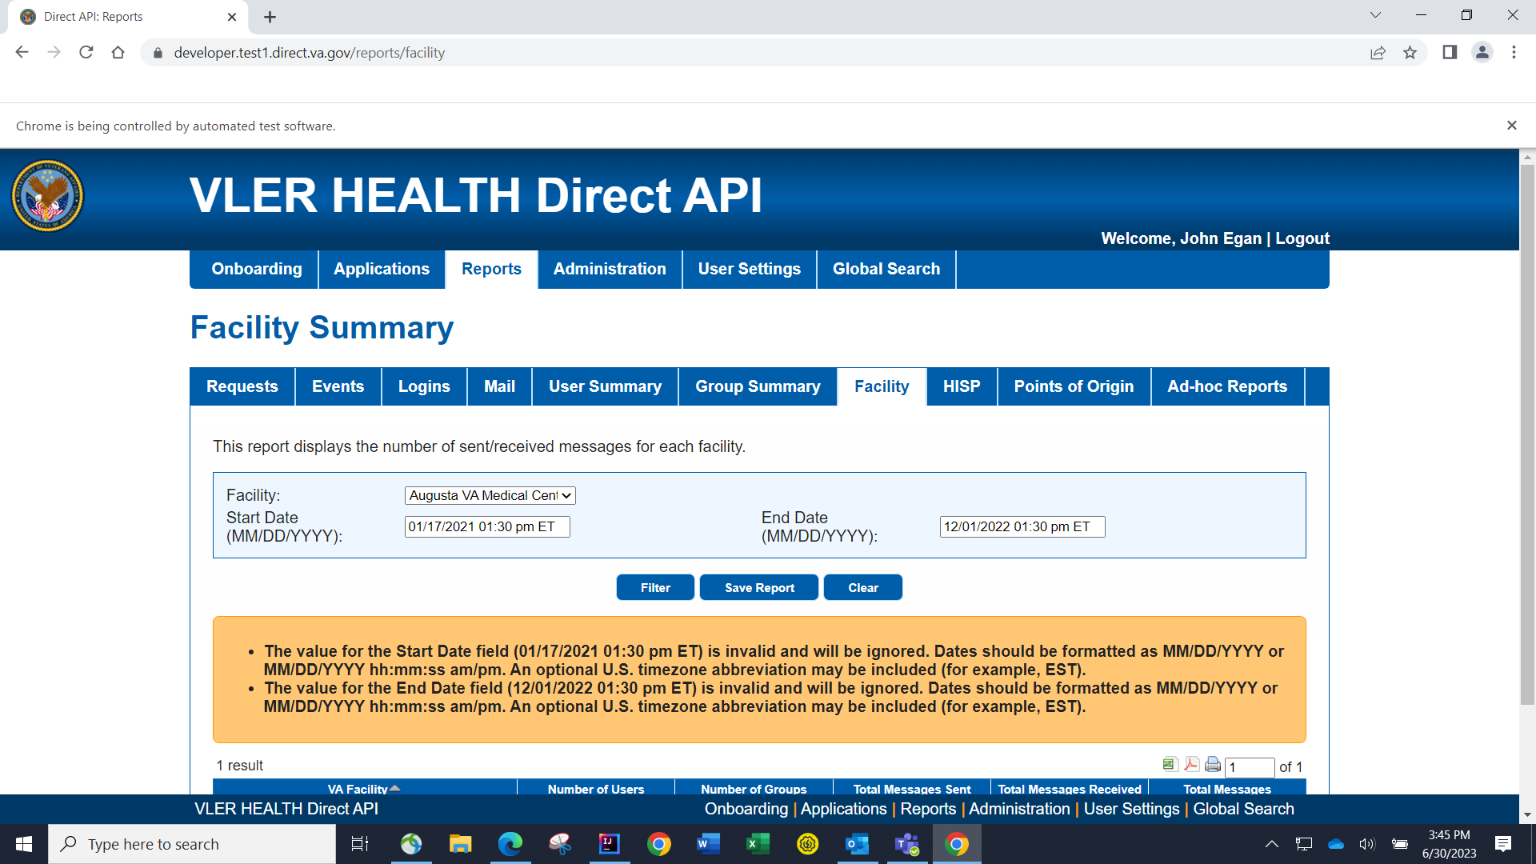 Direct API: Reports
developer.test1.direct.va.gov/reports/facility
Chrome is being controlled by automated test software.
VLER HEALTH Direct API
Welcome, John Egan | Logout
Onboarding Applications Reports Administration User Settings Global Search
Facility Summary
Requests Events Logins Mail User Summary Group Summary Facility HISP Points of Origin Ad-hoc Reports
This report displays the number of sent/received messages for each facility.
Facility: Augusta VA Medical Cent
Start Date
(MM/DD/YYYY): 01/17/2021 01:30 pm ET
End Date
(MM/DD/YYYY): 12/01/2022 01:30 pm ET
Filter Save Report Clear
• The value for the Start Date field (01/17/2021 01:30 pm ET) is invalid and will be ignored. Dates should be formatted as MM/DD/YYYY or
MM/DD/YYYY hh:mm:ss am/pm. An optional U.S. timezone abbreviation may be included (for example, EST).
• The value for the End Date field (12/01/2022 01:30 pm ET) is invalid and will be ignored. Dates should be formatted as MM/DD/YYYY or
MM/DD/YYYY hh:mm:ss am/pm. An optional U.S. timezone abbreviation may be included (for example, EST).
1 result
1 of 1
VA Facility Number of Users Number of Groups Total Messages Sent Total Messages Received Total Messages
VLER HEALTH Direct API
Onboarding | Applications | Reports | Administration | User Settings | Global Search
Type here to search
3:45 PM
6/30/2023